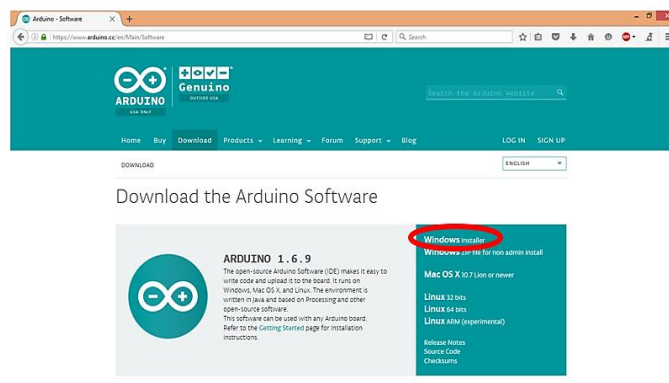 Arduino - Software
https://www.arduino.cc/en/Main/Software
Search
ARDUINO
USA ONLY
Genuino
OUTSIDE USA
Search the Arduino Website
Home Buy Download Products Learning Forum Support Blog LOG IN SIGN UP
DOWNLOAD
ENGLISH
Download the Arduino Software
ARDUINO 1.6.9
The open-source Arduino Software (IDE) makes it easy to
write code and upload it to the board. It runs on
Windows, Mac OS X, and Linux. The environment is
written in Java and based on Processing and other
open-source software.
This software can be used with any Arduino board.
Refer to the Getting Started page for Installation
instructions.
Windows Installer
Windows ZIP file for non admin install
Mac OS X 10.7 Lion or newer
Linux 32 bits
Linux 64 bits
Linux ARM (experimental)
Release Notes
Source Code
Checksums